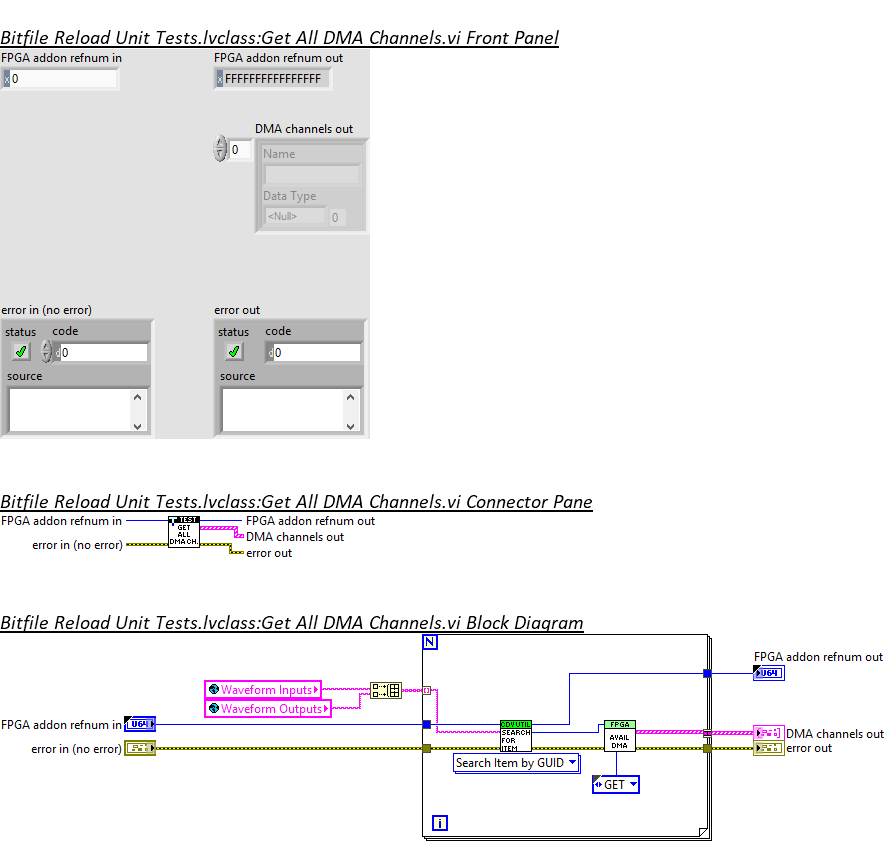 Bitfile Reload Unit Tests.lvclass:Get All DMA Channels.vi Front Panel
FPGA addon refnum in
FPGA addon refnum out
x 0
x FFFFFFFFFFFFFFFF
DMA channels out
0
Name
Data Type
<Null>
0
error in (no error)
error out
status
code
status
code
d 0
d 0
source
source
Bitfile Reload Unit Tests.lvclass:Get All DMA Channels.vi Connector Pane
FPGA addon refnum in
TEST
FPGA addon refnum out
GET
ALL
DMA CH.
DMA channels out
error in (no error)
error out
Bitfile Reload Unit Tests.lvclass:Get All DMA Channels.vi Block Diagram
N
FPGA addon refnum out
U64
Waveform Inputs
Waveform Outputs
FPGA addon refnum in
U64
CDVUTIL
SEARCH
FOR
ITEM
FPGA
AVAIL
DMA
DMA channels out
error in (no error)
error out
Search Item by GUID
GET
i